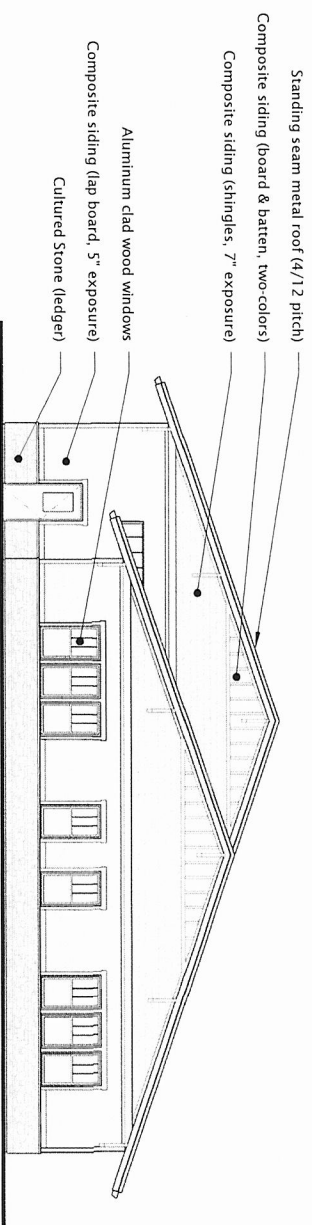 Standing seam metal roof (4/12 pitch)
Composite siding (board & batten, two-colors)
Composite siding (shingles, 7" exposure)
Aluminum clad wood windows
Composite siding (lap board, 5" exposure)
Cultured Stone (ledger)